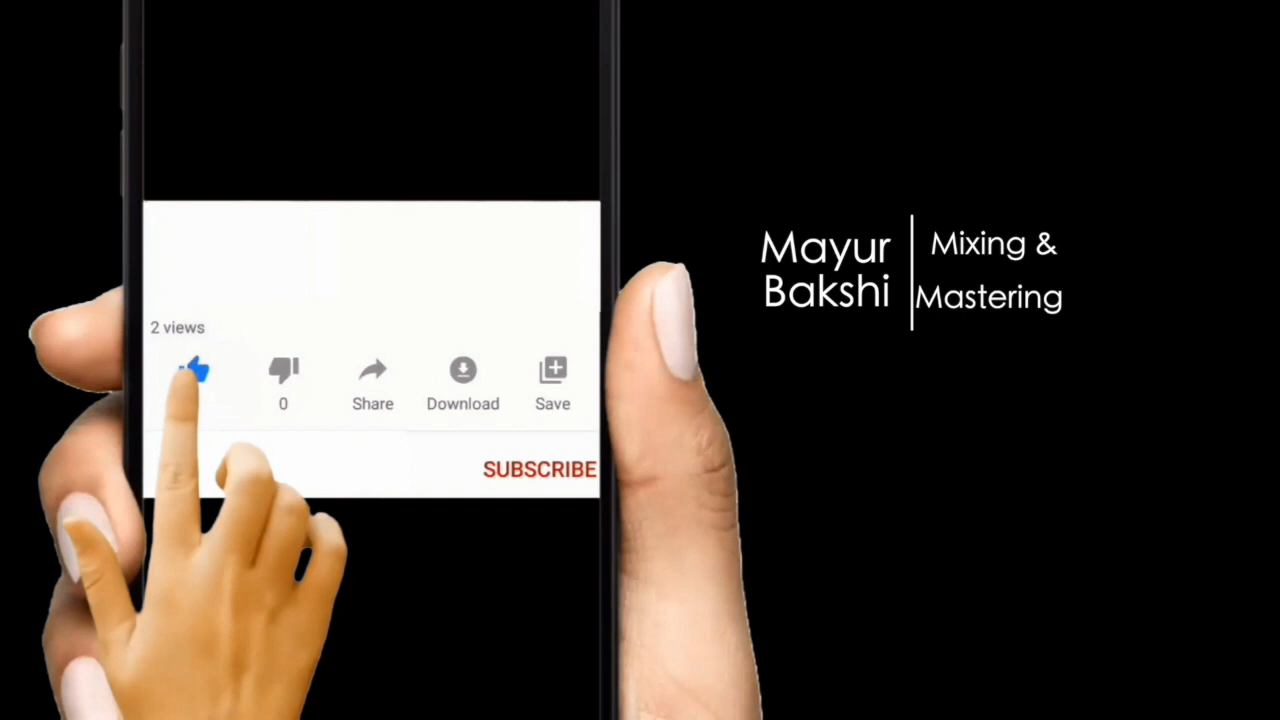 2 views
0
Share
Download
Save
SUBSCRIBE
Mayur
Bakshi
Mixing &
Mastering